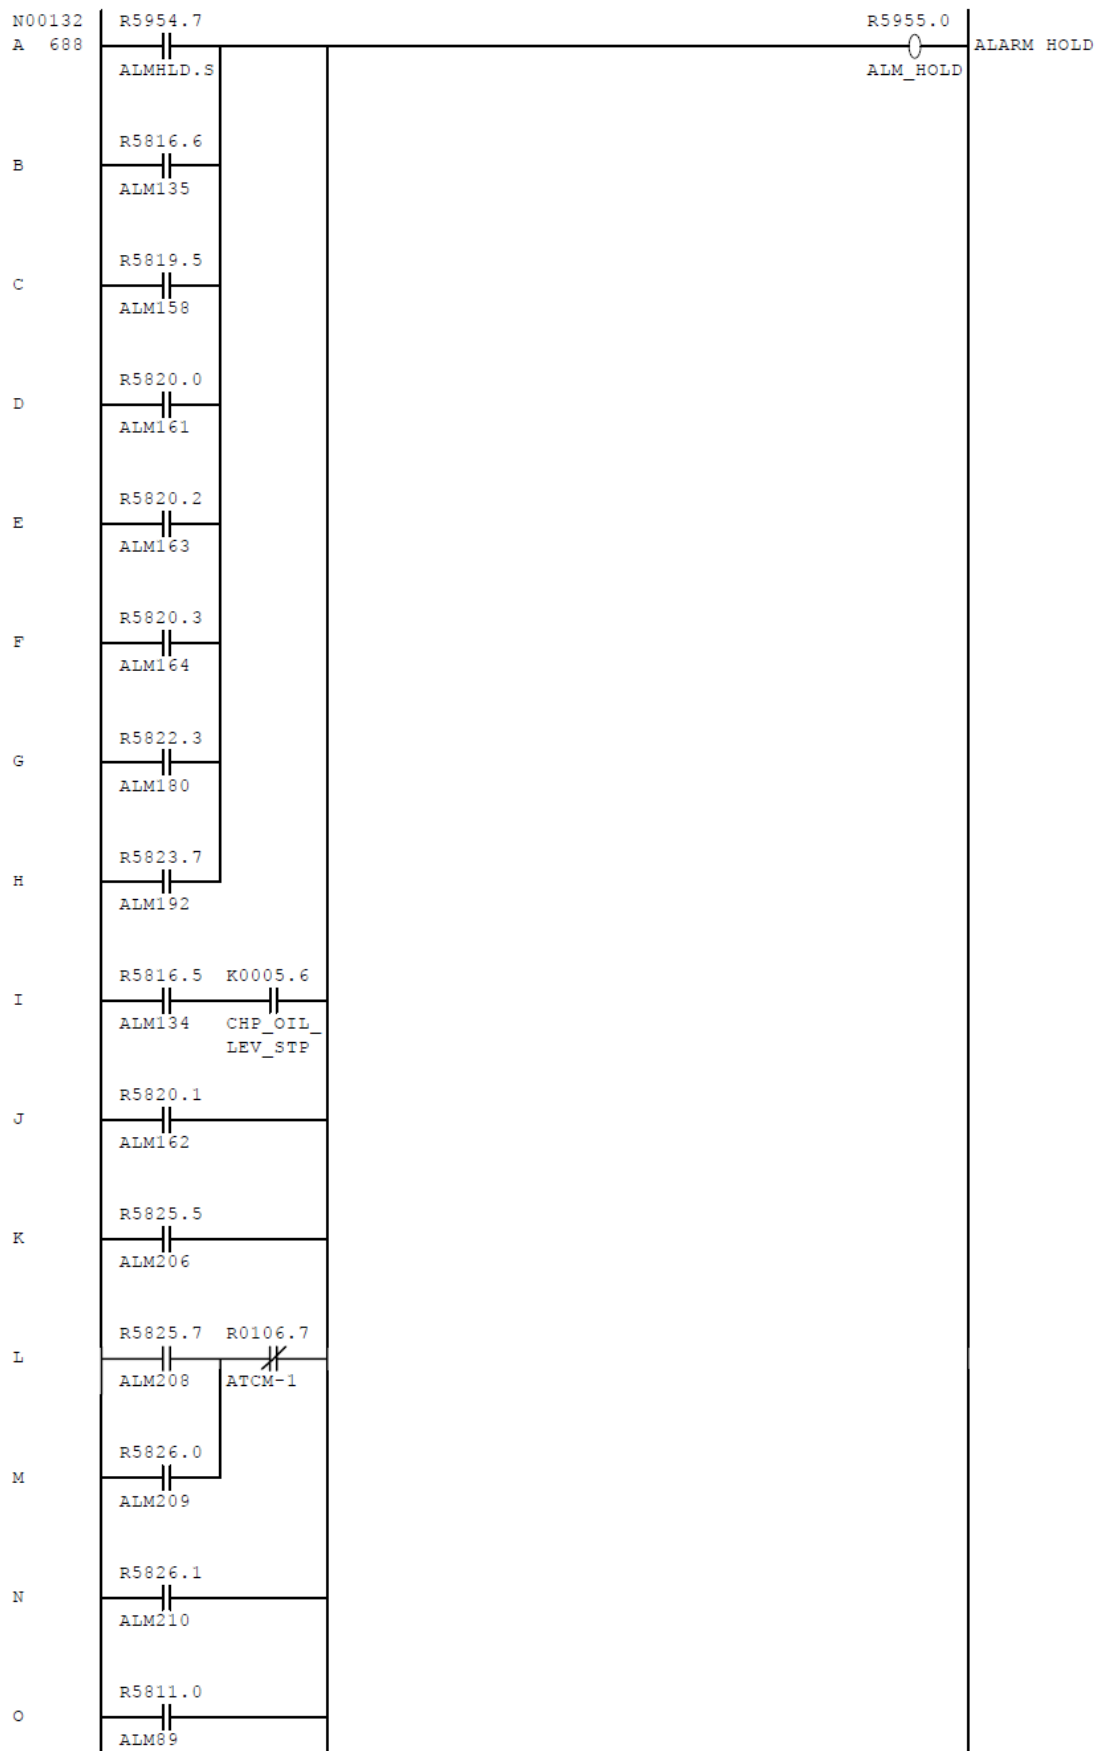 N00132 R5954.7 R5955.0
A 688 ALARM HOLD
ALMHLD.S ALM_HOLD
R5816.6
B
ALM135
R5819.5
C
ALM158
R5820.0
D
ALM161
R5820.2
E
ALM163
R5820.3
F
ALM164
R5822.3
G
ALM180
R5823.7
H
ALM192
R5816.5 K0005.6
I
ALM134 CHP_OIL_
LEV_STP
R5820.1
J
ALM162
R5825.5
K
ALM206
R5825.7 R0106.7
L
ALM208 ATCM-1
R5826.0
M
ALM209
R5826.1
N
ALM210
R5811.0
O
ALM89